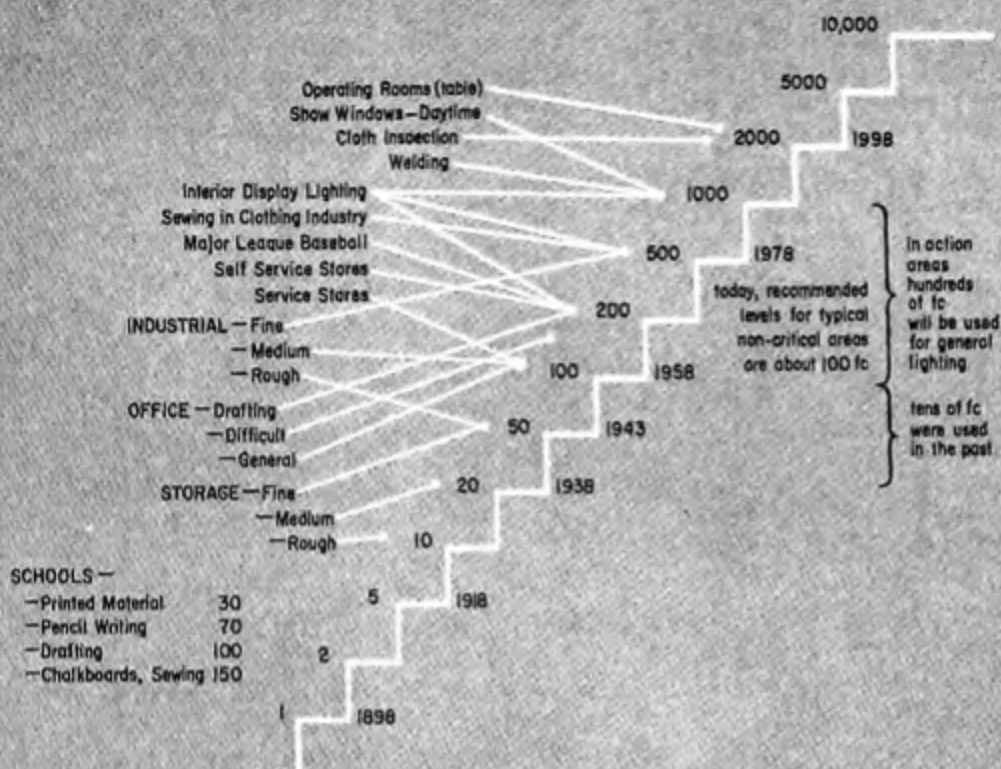 10,000
Operating Rooms (table)
5000
Show Windows—Daytime
Cloth Inspection
2000
1998
Welding
Interior Display Lighting
1000
Sewing in Clothing Industry
Major League Baseball
500
1978
Self Service Stores
Service Stores
200
INDUSTRIAL — Fine
— Medium
— Rough
100
1958
today, recommended
levels for typical
non-critical areas
are about 100 fc
In action
areas
hundreds
of fc
will be used
for general
lighting
OFFICE — Drafting
— Difficult
— General
50
1943
tens of fc
were used
in the past
STORAGE — Fine
— Medium
— Rough
20
1938
10
SCHOOLS —
— Printed Material 30
— Pencil Writing 70
— Drafting 100
— Chalkboards, Sewing 150
5
1918
2
1
1898